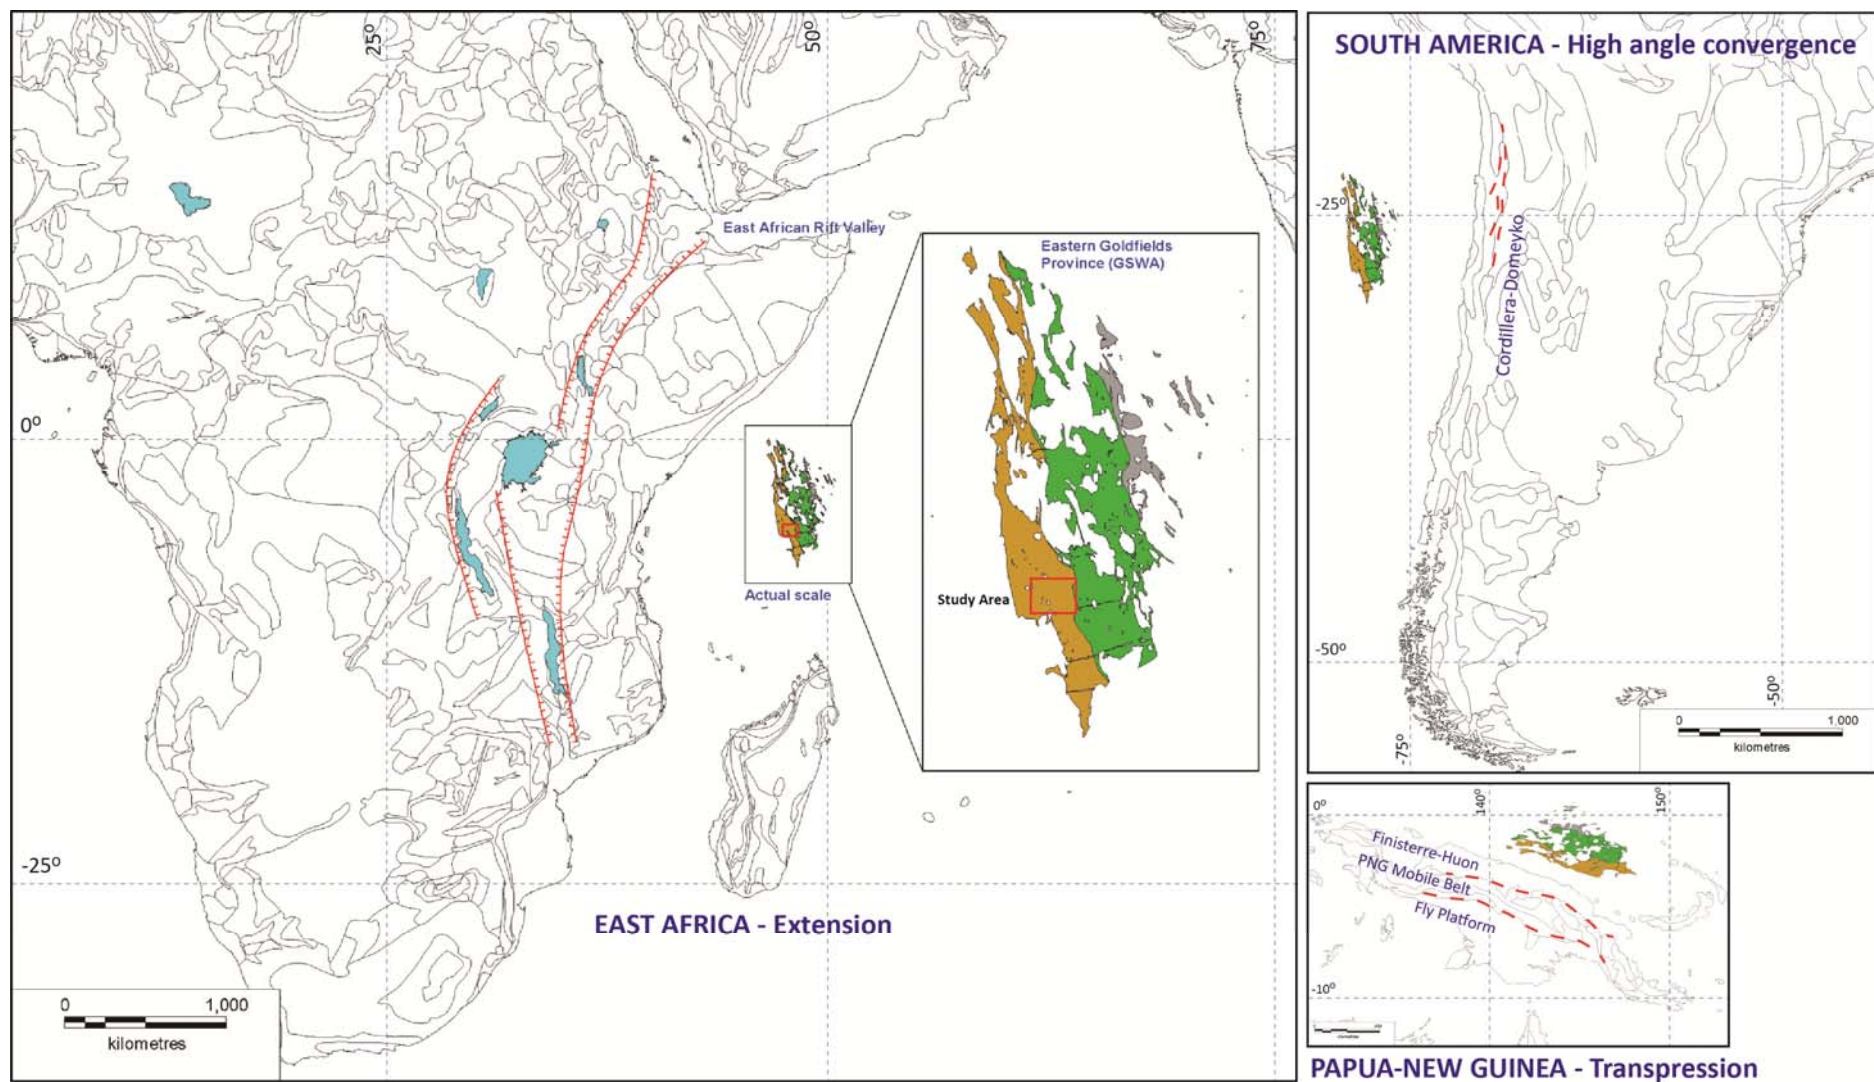 25º
50º
75º
East African Rift Valley
Eastern Goldfields
Province (GSWA)
0º
Study Area
Actual scale
-25º
EAST AFRICA - Extension
0
1,000
kilometres
SOUTH AMERICA - High angle convergence
-25º
Cordillera-Domeyko
-50º
-75º
-50º
0
1,000
kilometres
0º
140º
150º
Finisterre-Huon
PNG Mobile Belt
Fly Platform
-10º
PAPUA-NEW GUINEA - Transpression